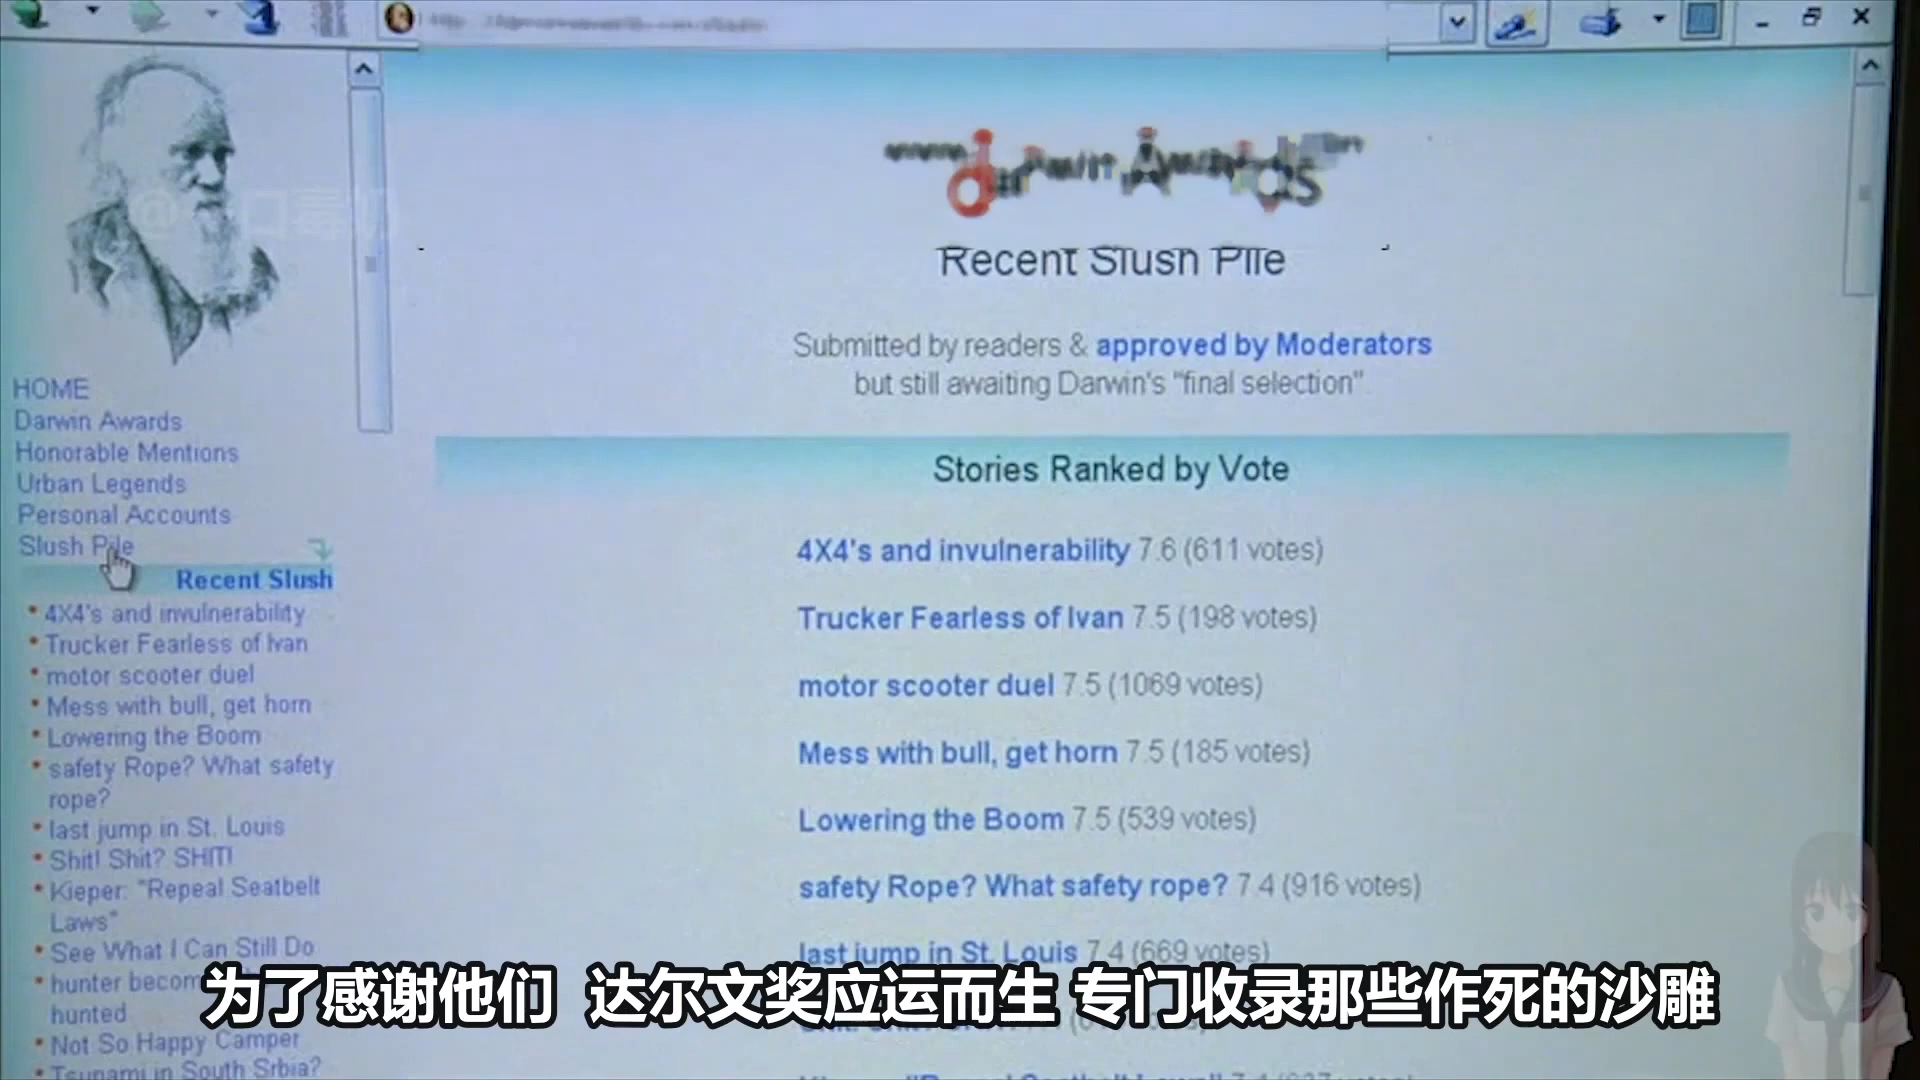 www.darwinAwards
Recent Slush Pile
Submitted by readers & approved by Moderators
but still awaiting Darwin's "final selection"
HOME
Darwin Awards
Honorable Mentions
Urban Legends
Personal Accounts
Slush Pile
Recent Slush
4X4's and invulnerability
Trucker Fearless of Ivan
motor scooter duel
Mess with bull, get horn
Lowering the Boom
safety Rope? What safety
rope?
last jump in St. Louis
Shit! Shit? SHIT!
Kieper: "Repeal Seatbelt
Laws"
See What I Can Still Do
hunter
hunted
Not So Happy Camper
Tsunami in South Srbia?
Stories Ranked by Vote
4X4's and invulnerability 7.6 (611 votes)
Trucker Fearless of Ivan 7.5 (198 votes)
motor scooter duel 7.5 (1069 votes)
Mess with bull, get horn 7.5 (185 votes)
Lowering the Boom 7.5 (539 votes)
safety Rope? What safety rope? 7.4 (916 votes)
last jump in St. Louis 7.4 (669 votes)
为了感谢他们 达尔文奖应运而生 专门收录那些作死的沙雕